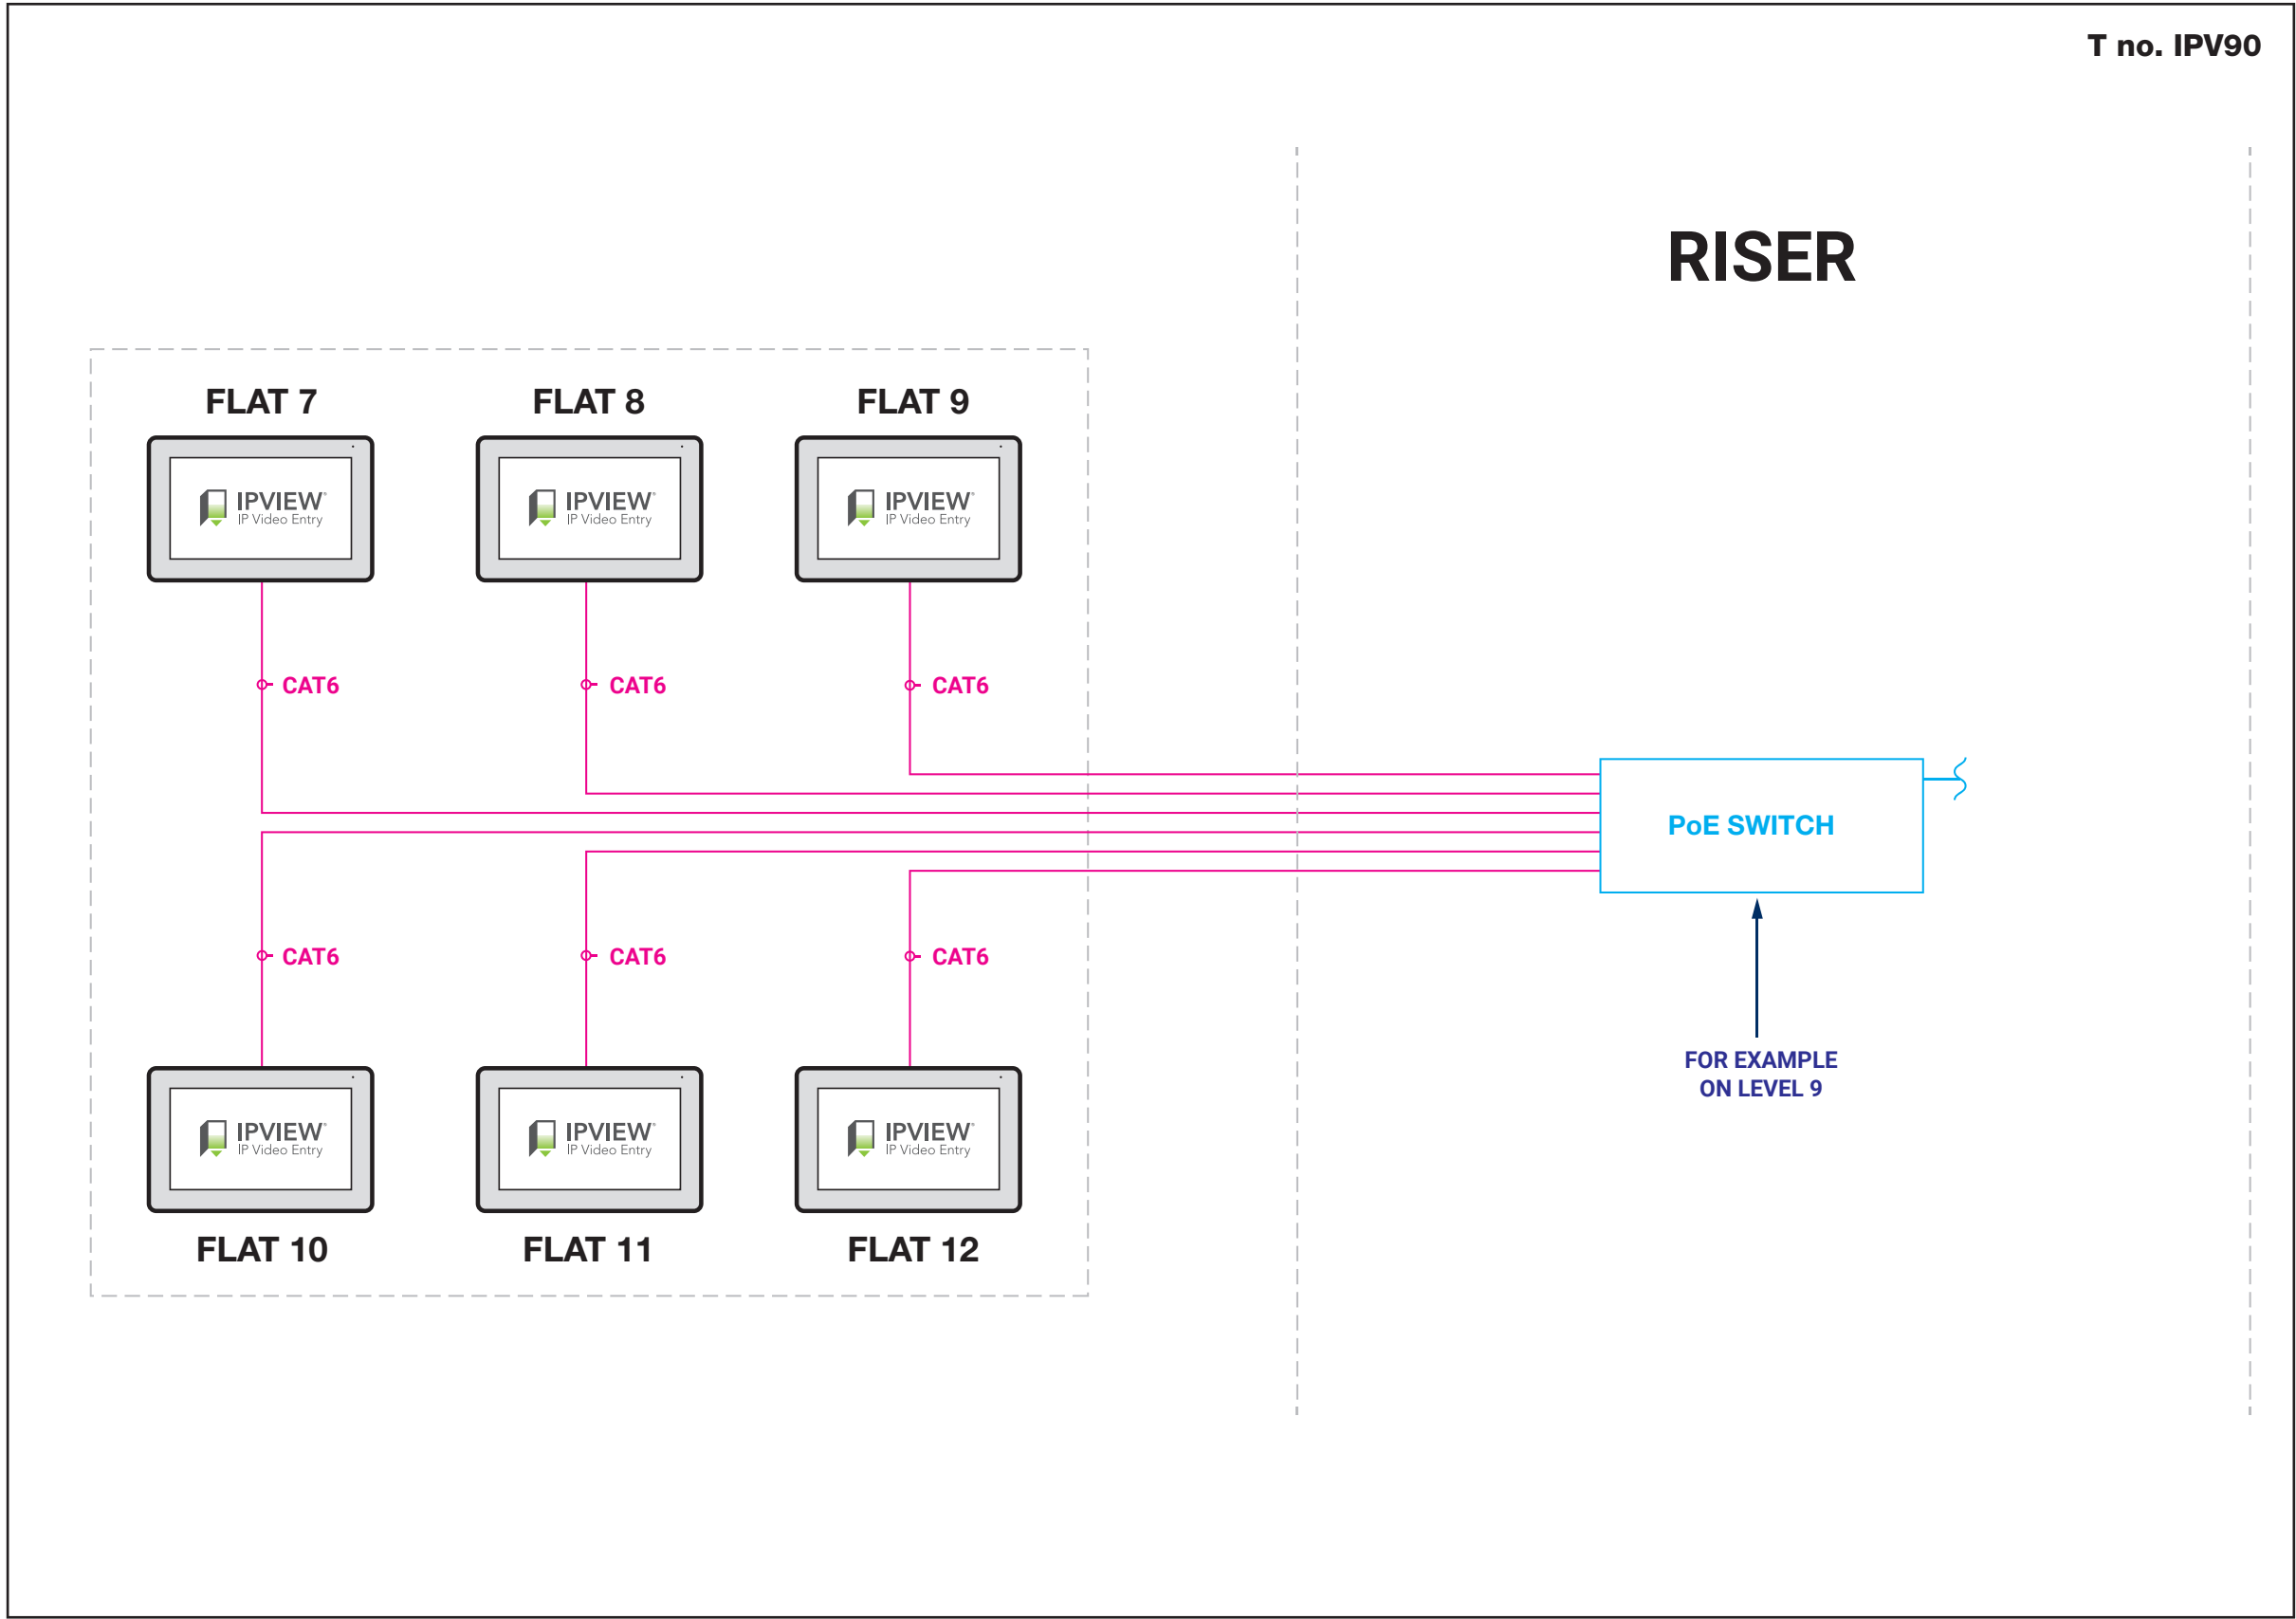 T no. IPV90
RISER
FLAT 7
FLAT 8
FLAT 9
IPVIEW®
IP Video Entry
IPVIEW®
IP Video Entry
IPVIEW®
IP Video Entry
CAT6
CAT6
CAT6
PoE SWITCH
CAT6
CAT6
CAT6
FOR EXAMPLE
ON LEVEL 9
IPVIEW®
IP Video Entry
IPVIEW®
IP Video Entry
IPVIEW®
IP Video Entry
FLAT 10
FLAT 11
FLAT 12